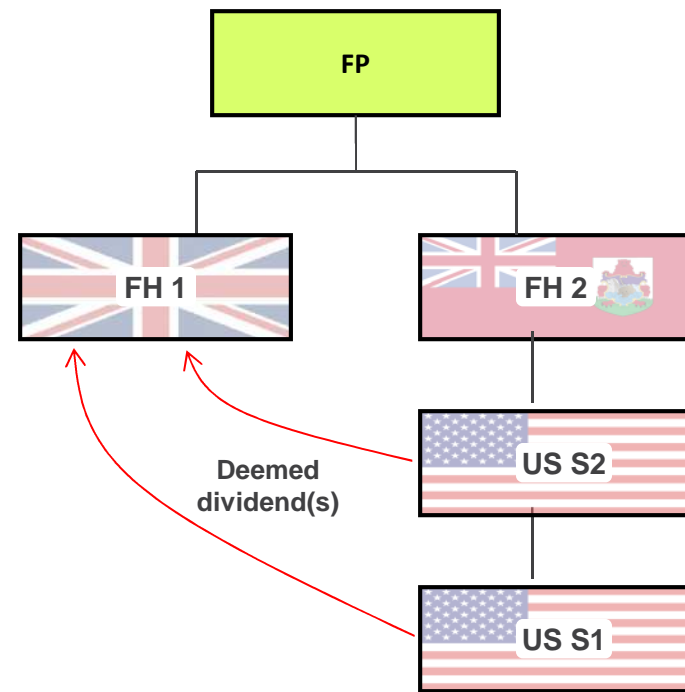 FP
FH 1
FH 2
US S2
Deemed
dividend(s)
US S1